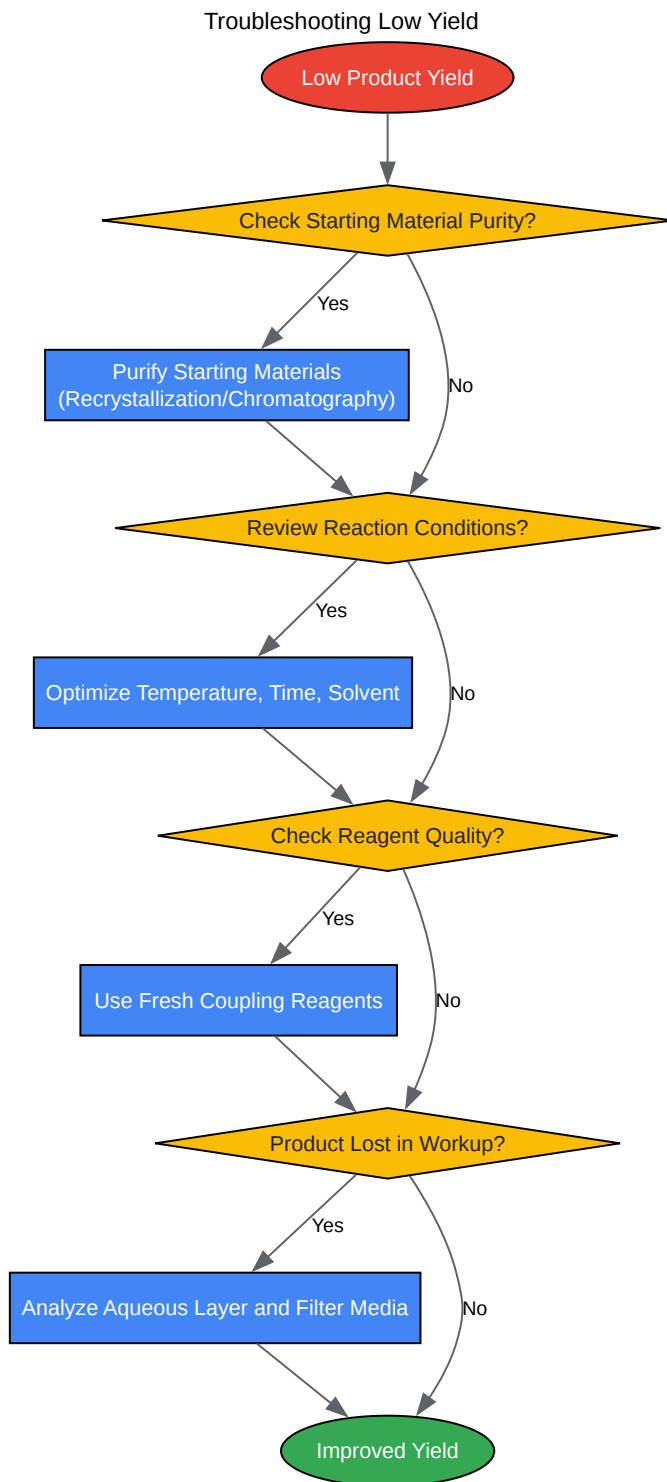 Troubleshooting Low Yield
Low Product Yield
Check Starting Material Purity?
Yes
Purify Starting Materials
(Recrystallization/Chromatography)
No
Review Reaction Conditions?
Yes
Optimize Temperature, Time, Solvent
No
Check Reagent Quality?
Yes
Use Fresh Coupling Reagents
No
Product Lost in Workup?
Yes
Analyze Aqueous Layer and Filter Media
No
Improved Yield